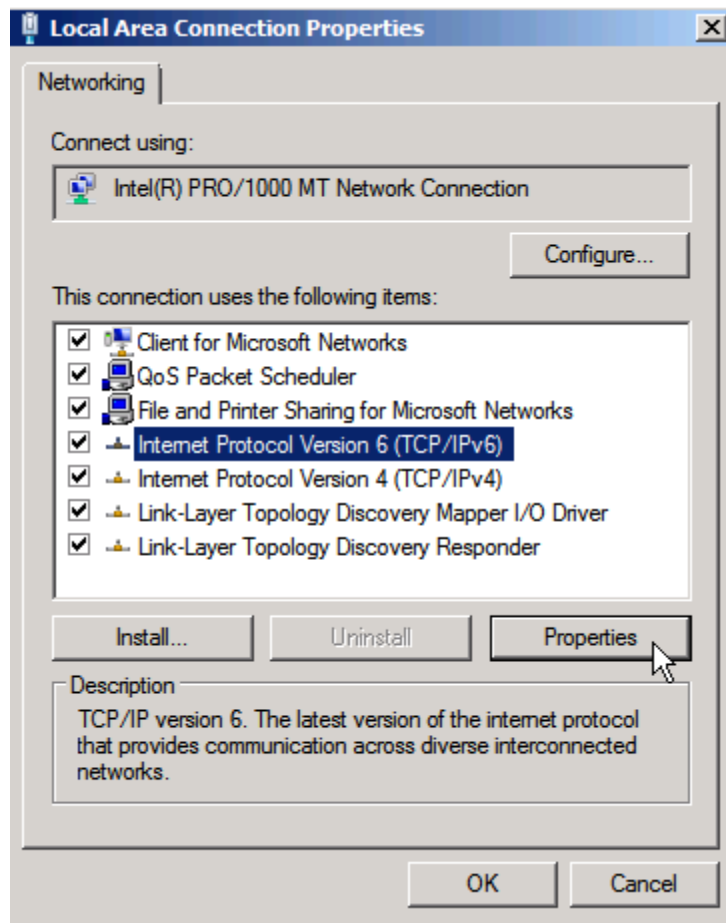 Local Area Connection Properties
Networking
Connect using:
Intel(R) PRO/1000 MT Network Connection
Configure...
This connection uses the following items:
Client for Microsoft Networks
QoS Packet Scheduler
File and Printer Sharing for Microsoft Networks
Internet Protocol Version 6 (TCP/IPv6)
Internet Protocol Version 4 (TCP/IPv4)
Link-Layer Topology Discovery Mapper I/O Driver
Link-Layer Topology Discovery Responder
Install...
Uninstall
Properties
Description
TCP/IP version 6. The latest version of the internet protocol
that provides communication across diverse interconnected
networks.
OK
Cancel